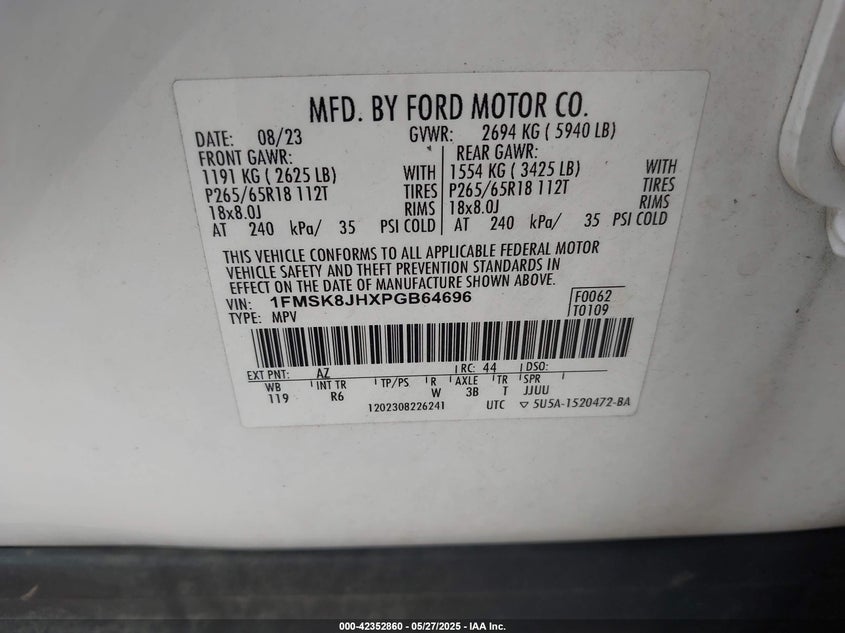 MFD. BY FORD MOTOR CO.
DATE: 08/23 GVWR: 2694 KG ( 5940 LB)
FRONT GAWR: REAR GAWR:
1191 KG ( 2625 LB) WITH 1554 KG ( 3425 LB) WITH
P265/65R18 112T TIRES P265/65R18 112T TIRES
18x8.0J RIMS 18x8.0J RIMS
AT 240 kPa/ 35 PSI COLD AT 240 kPa/ 35 PSI COLD
THIS VEHICLE CONFORMS TO ALL APPLICABLE FEDERAL MOTOR
VEHICLE SAFETY AND THEFT PREVENTION STANDARDS IN
EFFECT ON THE DATE OF MANUFACTURE SHOWN ABOVE.
VIN: 1FMSK8JHXPGB64696 F0062
TYPE: MPV T0109
EXT PNT: AZ RC: 44 DSO:
WB INT TR TP/PS R AXLE TR SPR
119 R6 W 3B T JJUU
1202308226241 UTC ▽ 5U5A-1520472-BA
000-42352860 - 05/27/2025 - IAA Inc.